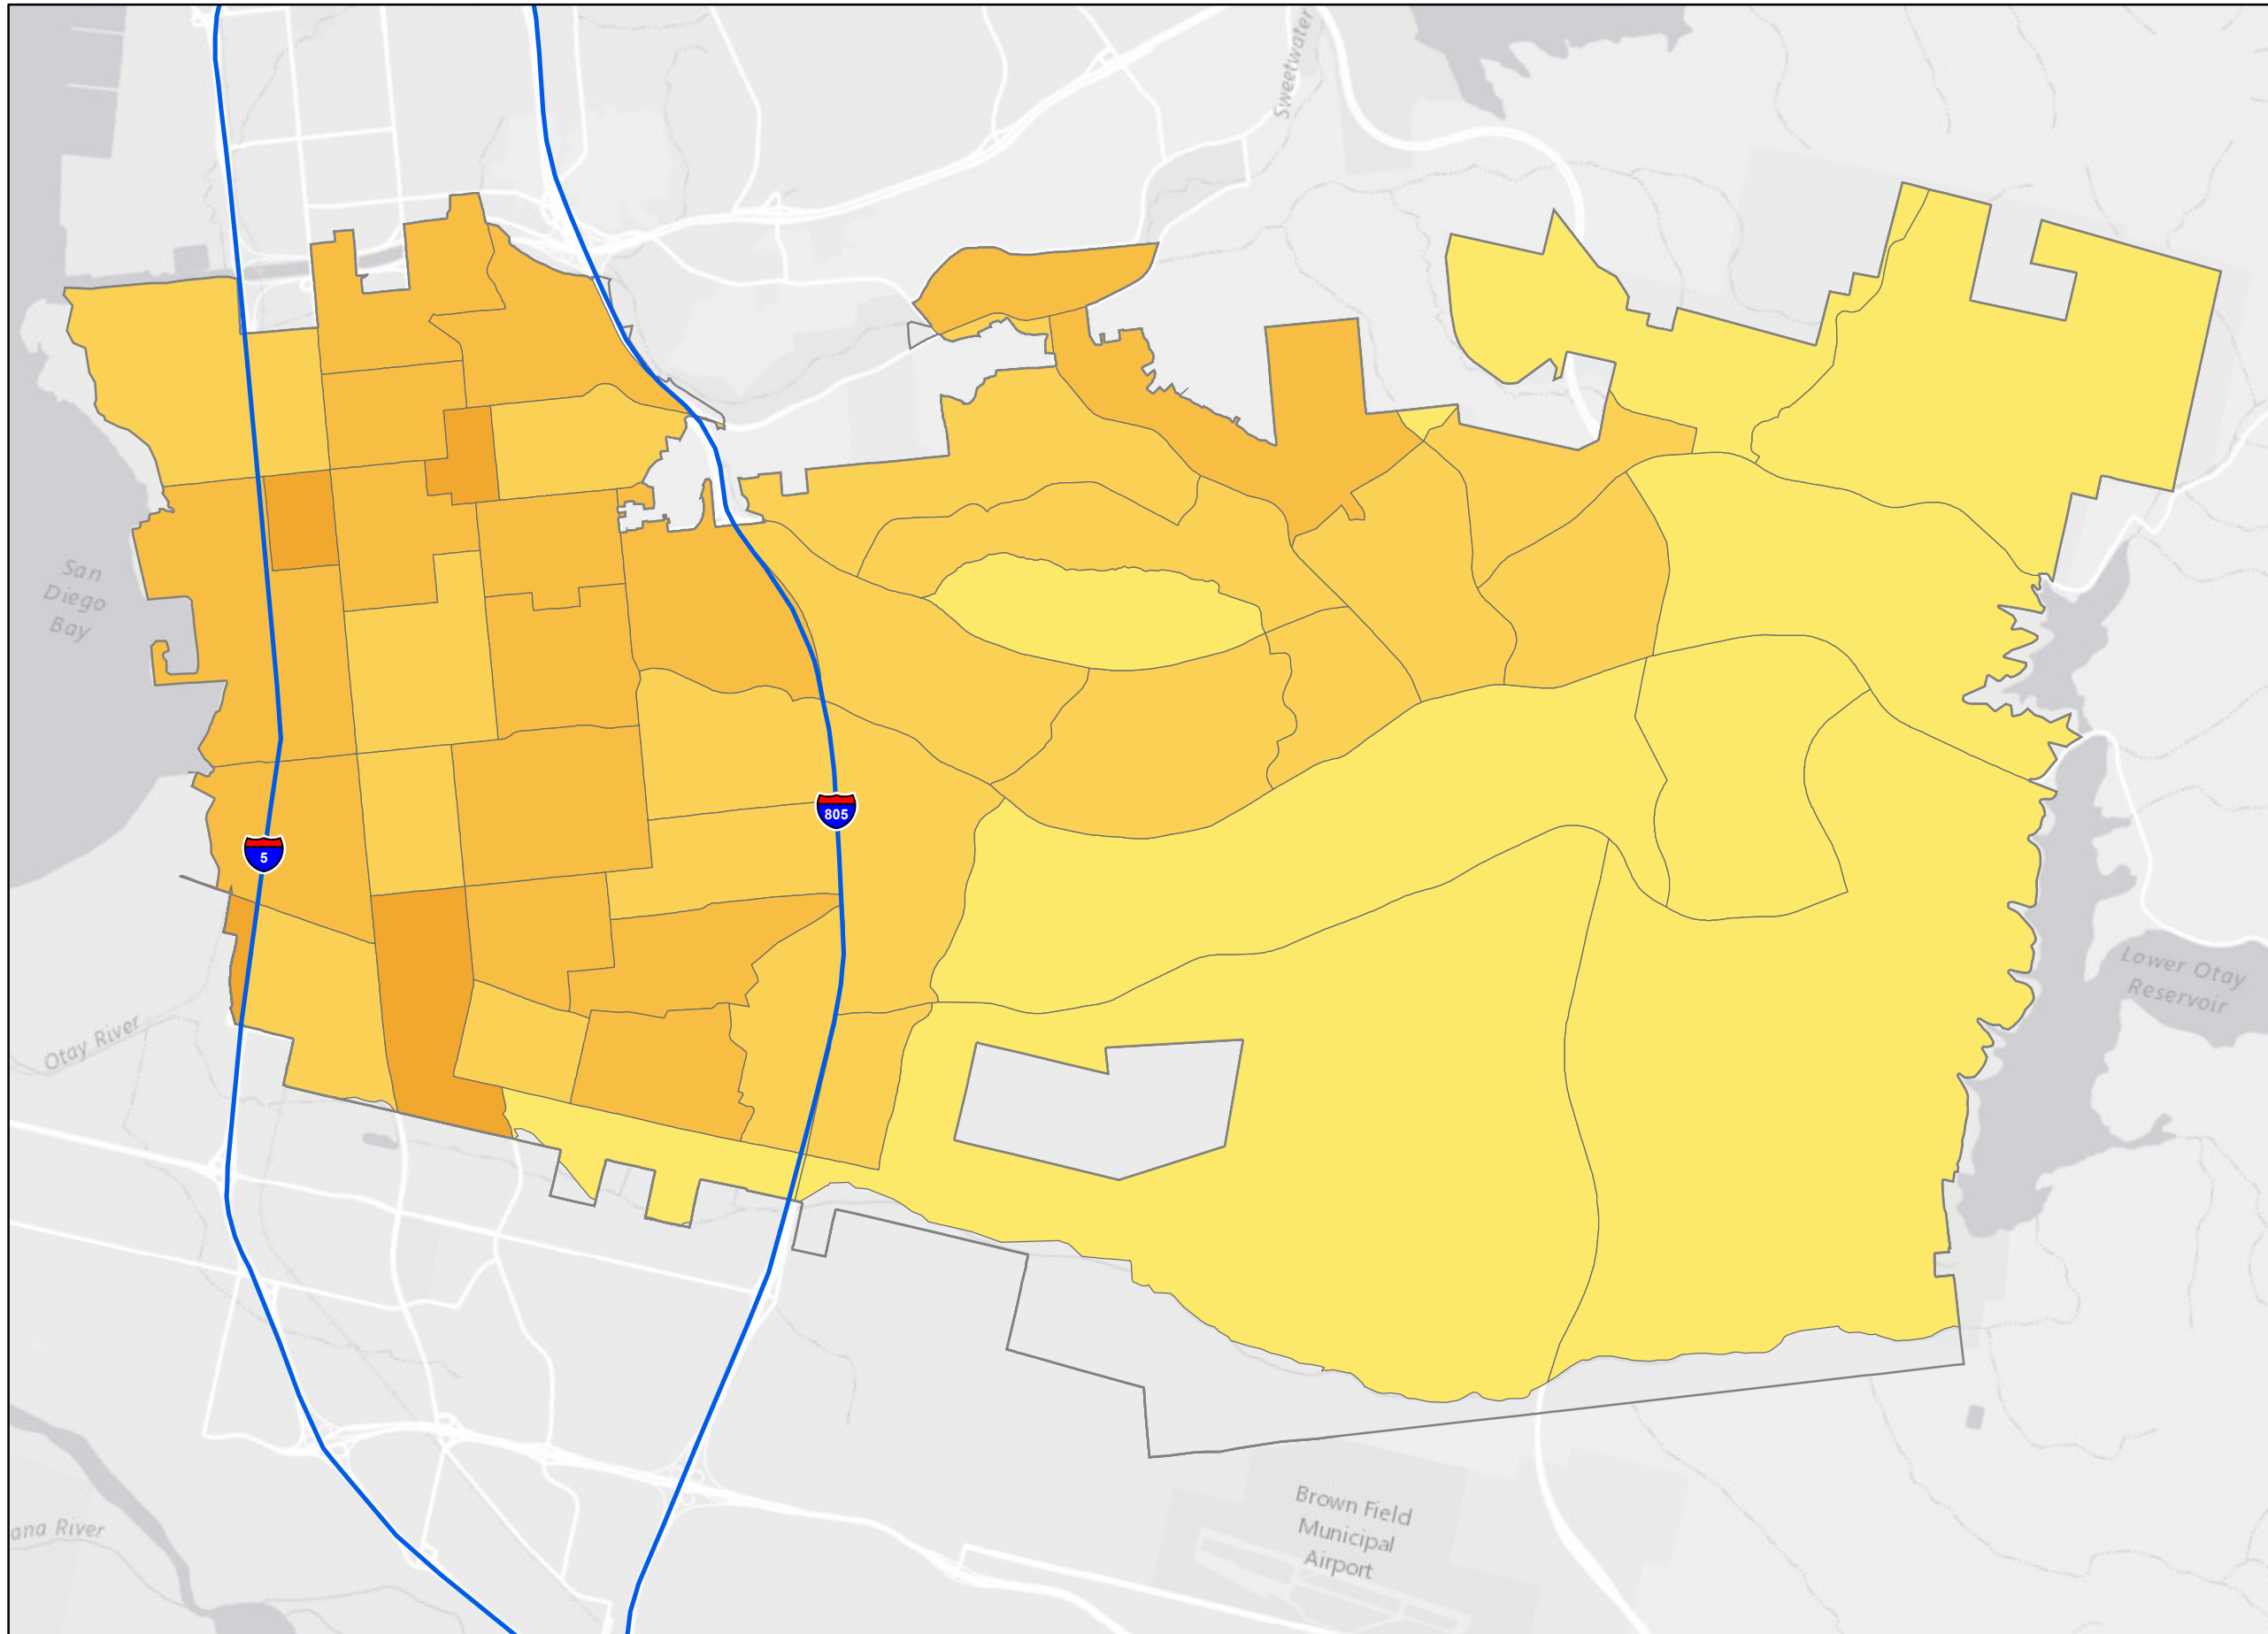 Sweetwater
San
Diego
Bay
805
5
Lower Otay
Reservoir
Otay River
Brown Field
Municipal
Airport
ana River